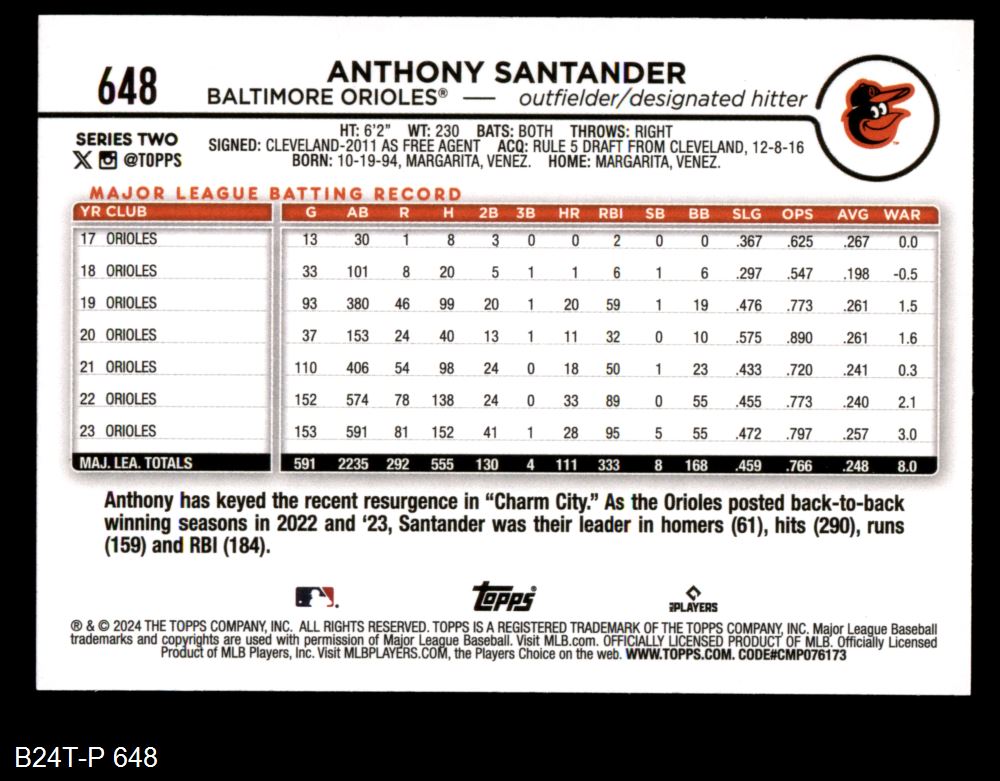 648
ANTHONY SANTANDER
BALTIMORE ORIOLES® — outfielder/designated hitter
SERIES TWO
@TOPPS
HT: 6'2" WT: 230 BATS: BOTH THROWS: RIGHT
SIGNED: CLEVELAND-2011 AS FREE AGENT ACQ: RULE 5 DRAFT FROM CLEVELAND, 12-8-16
BORN: 10-19-94, MARGARITA, VENEZ. HOME: MARGARITA, VENEZ.
MAJOR LEAGUE BATTING RECORD
YR CLUB G AB R H 2B 3B HR RBI SB BB SLG OPS AVG WAR
17 ORIOLES 13 30 1 8 3 0 0 2 0 0 .367 .625 .267 0.0
18 ORIOLES 33 101 8 20 5 1 1 6 1 6 .297 .547 .198 -0.5
19 ORIOLES 93 380 46 99 20 1 20 59 1 19 .476 .773 .261 1.5
20 ORIOLES 37 153 24 40 13 1 11 32 0 10 .575 .890 .261 1.6
21 ORIOLES 110 406 54 98 24 0 18 50 1 23 .433 .720 .241 0.3
22 ORIOLES 152 574 78 138 24 0 33 89 0 55 .455 .773 .240 2.1
23 ORIOLES 153 591 81 152 41 1 28 95 5 55 .472 .797 .257 3.0
MAJ. LEA. TOTALS 591 2235 292 555 130 4 111 333 8 168 .459 .766 .248 8.0
Anthony has keyed the recent resurgence in “Charm City.” As the Orioles posted back-to-back
winning seasons in 2022 and ‘23, Santander was their leader in homers (61), hits (290), runs
(159) and RBI (184).
Topps®
PLAYERS
® & © 2024 THE TOPPS COMPANY, INC. ALL RIGHTS RESERVED. TOPPS IS A REGISTERED TRADEMARK OF THE TOPPS COMPANY, INC. Major League Baseball
trademarks and copyrights are used with permission of Major League Baseball. Visit MLB.com. OFFICIALLY LICENSED PRODUCT OF MLB. Officially Licensed
Product of MLB Players, Inc. Visit MLBPLAYERS.COM, the Players Choice on the web. WWW.TOPPS.COM. CODE#CMP076173
B24T-P 648